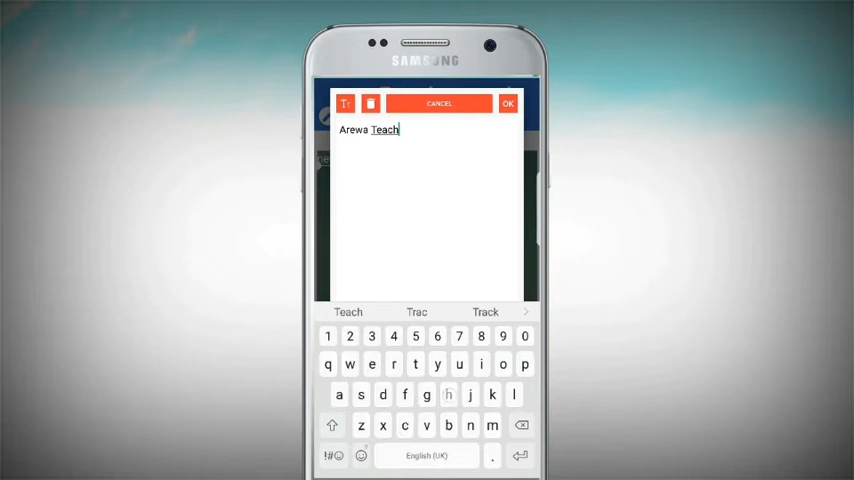 SAMSUNG
Tт CANCEL OK
Arewa Teach
Teach Trac Track >
1 2 3 4 5 6 7 8 9 0
q w e r t y u i o p
a s d f g h j k l
z x c v b n m
!#☺ English (UK) .